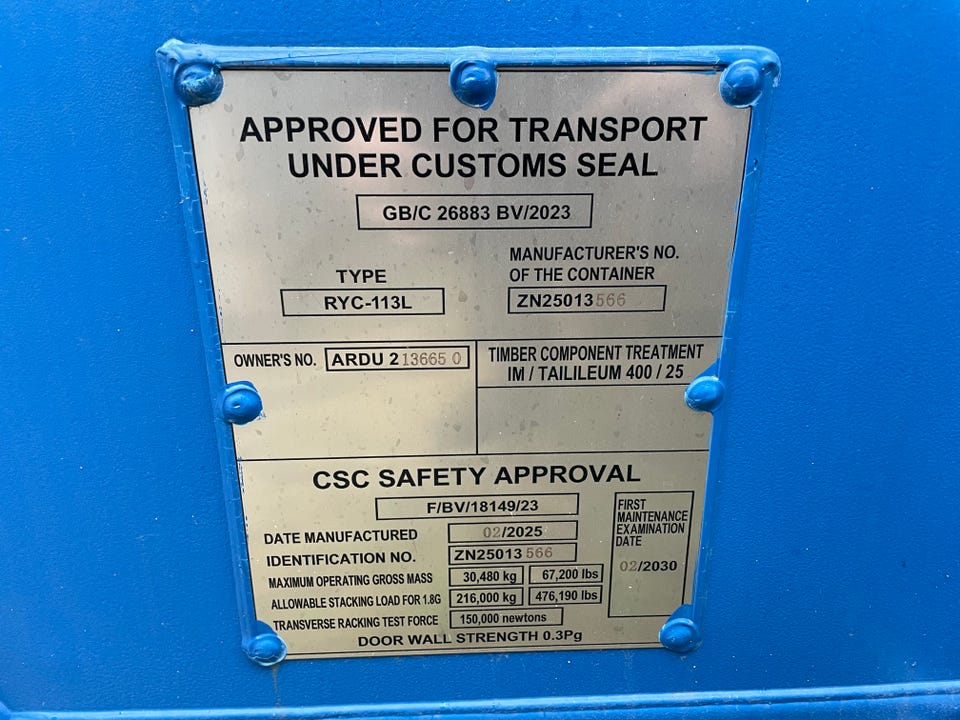 APPROVED FOR TRANSPORT
UNDER CUSTOMS SEAL
GB/C 26883 BV/2023
TYPE
RYC-113L
MANUFACTURER'S NO.
OF THE CONTAINER
ZN25013566
OWNER'S NO. ARDU 213665 0
TIMBER COMPONENT TREATMENT
IM / TAILILEUM 400 / 25
CSC SAFETY APPROVAL
F/BV/18149/23
DATE MANUFACTURED 02/2025
IDENTIFICATION NO. ZN25013566
MAXIMUM OPERATING GROSS MASS 30,480 kg 67,200 lbs
ALLOWABLE STACKING LOAD FOR 1.8G 216,000 kg 476,190 lbs
TRANSVERSE RACKING TEST FORCE 150,000 newtons
DOOR WALL STRENGTH 0.3Pg
FIRST
MAINTENANCE
EXAMINATION
DATE
02/2030